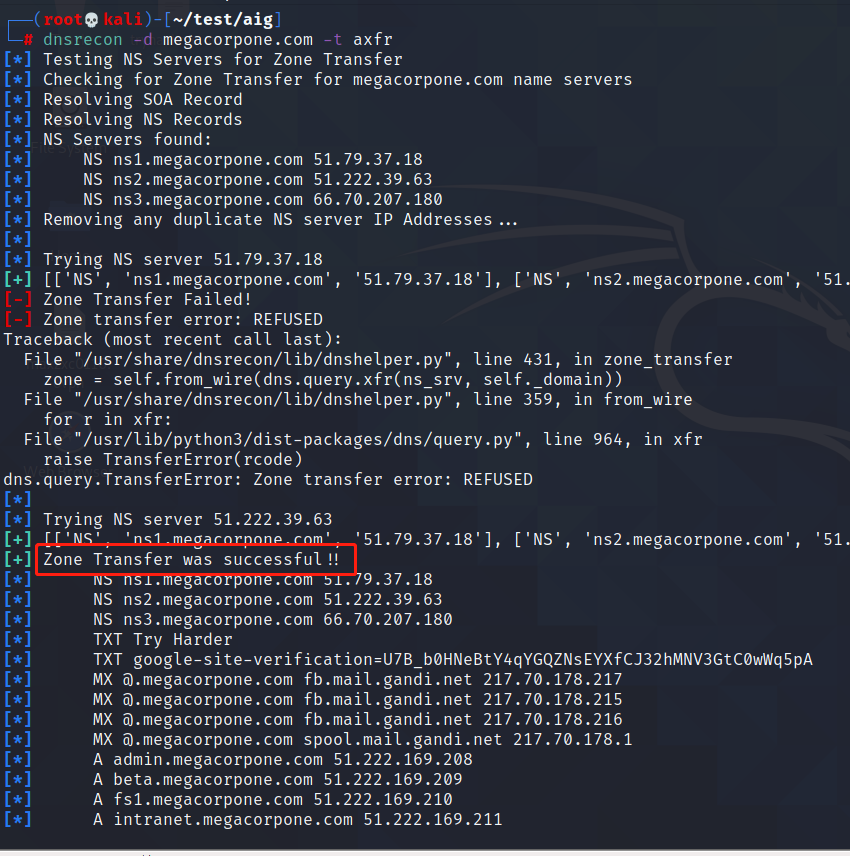 (root💀kali)-[~/test/aig]
# dnsrecon -d megacorpone.com -t axfr
[*] Testing NS Servers for Zone Transfer
[*] Checking for Zone Transfer for megacorpone.com name servers
[*] Resolving SOA Record
[*] Resolving NS Records
[*] NS Servers found:
[*] NS ns1.megacorpone.com 51.79.37.18
[*] NS ns2.megacorpone.com 51.222.39.63
[*] NS ns3.megacorpone.com 66.70.207.180
[*] Removing any duplicate NS server IP Addresses...
[*]
[*] Trying NS server 51.79.37.18
[+] [['NS', 'ns1.megacorpone.com', '51.79.37.18'], ['NS', 'ns2.megacorpone.com', '51.
[-] Zone Transfer Failed!
[-] Zone transfer error: REFUSED
Traceback (most recent call last):
File "/usr/share/dnsrecon/lib/dnshelper.py", line 431, in zone_transfer
zone = self.from_wire(dns.query.xfr(ns_srv, self._domain))
File "/usr/share/dnsrecon/lib/dnshelper.py", line 359, in from_wire
for r in xfr:
File "/usr/lib/python3/dist-packages/dns/query.py", line 964, in xfr
raise TransferError(rcode)
dns.query.TransferError: Zone transfer error: REFUSED
[*]
[*] Trying NS server 51.222.39.63
[+] [['NS', 'ns1.megacorpone.com', '51.79.37.18'], ['NS', 'ns2.megacorpone.com', '51.
[+] Zone Transfer was successful!!
[*] NS ns1.megacorpone.com 51.79.37.18
[*] NS ns2.megacorpone.com 51.222.39.63
[*] NS ns3.megacorpone.com 66.70.207.180
[*] TXT Try Harder
[*] TXT google-site-verification=U7B_b0HNeBtY4qYGQZNsEYXfCJ32hMNV3GtC0wWq5pA
[*] MX @.megacorpone.com fb.mail.gandi.net 217.70.178.217
[*] MX @.megacorpone.com fb.mail.gandi.net 217.70.178.215
[*] MX @.megacorpone.com fb.mail.gandi.net 217.70.178.216
[*] MX @.megacorpone.com spool.mail.gandi.net 217.70.178.1
[*] A admin.megacorpone.com 51.222.169.208
[*] A beta.megacorpone.com 51.222.169.209
[*] A fs1.megacorpone.com 51.222.169.210
[*] A intranet.megacorpone.com 51.222.169.211